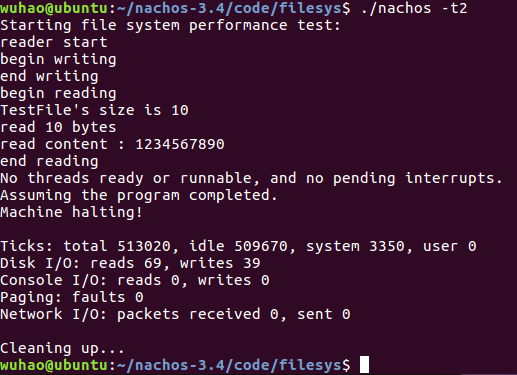 wuhao@ubuntu:~/nachos-3.4/code/filesys$ ./nachos -t2
Starting file system performance test:
reader start
begin writing
end writing
begin reading
TestFile's size is 10
read 10 bytes
read content : 1234567890
end reading
No threads ready or runnable, and no pending interrupts.
Assuming the program completed.
Machine halting!

Ticks: total 513020, idle 509670, system 3350, user 0
Disk I/O: reads 69, writes 39
Console I/O: reads 0, writes 0
Paging: faults 0
Network I/O: packets received 0, sent 0

Cleaning up...
wuhao@ubuntu:~/nachos-3.4/code/filesys$